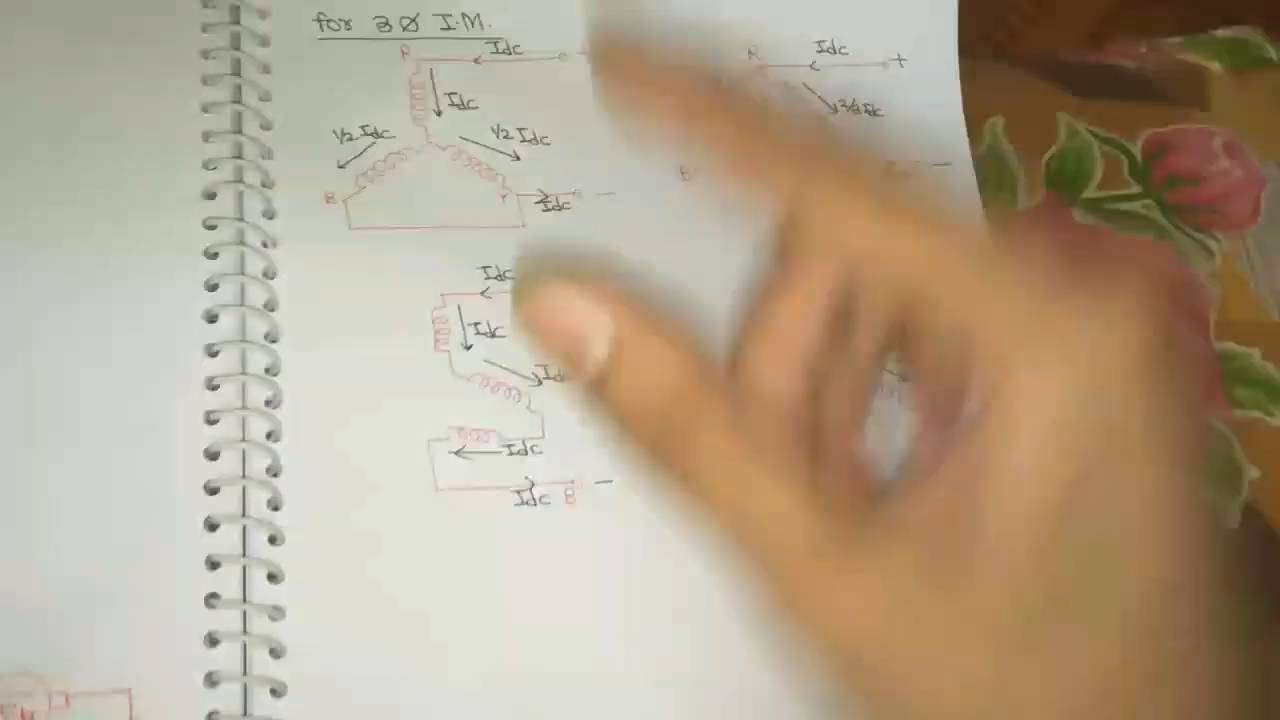 for 3Ø I.M.
R Idc
Idc
1/2 Idc 1/2 Idc
B Y Idc −
R Idc +
Idc
Idc
Idc
Idc
Idc B −